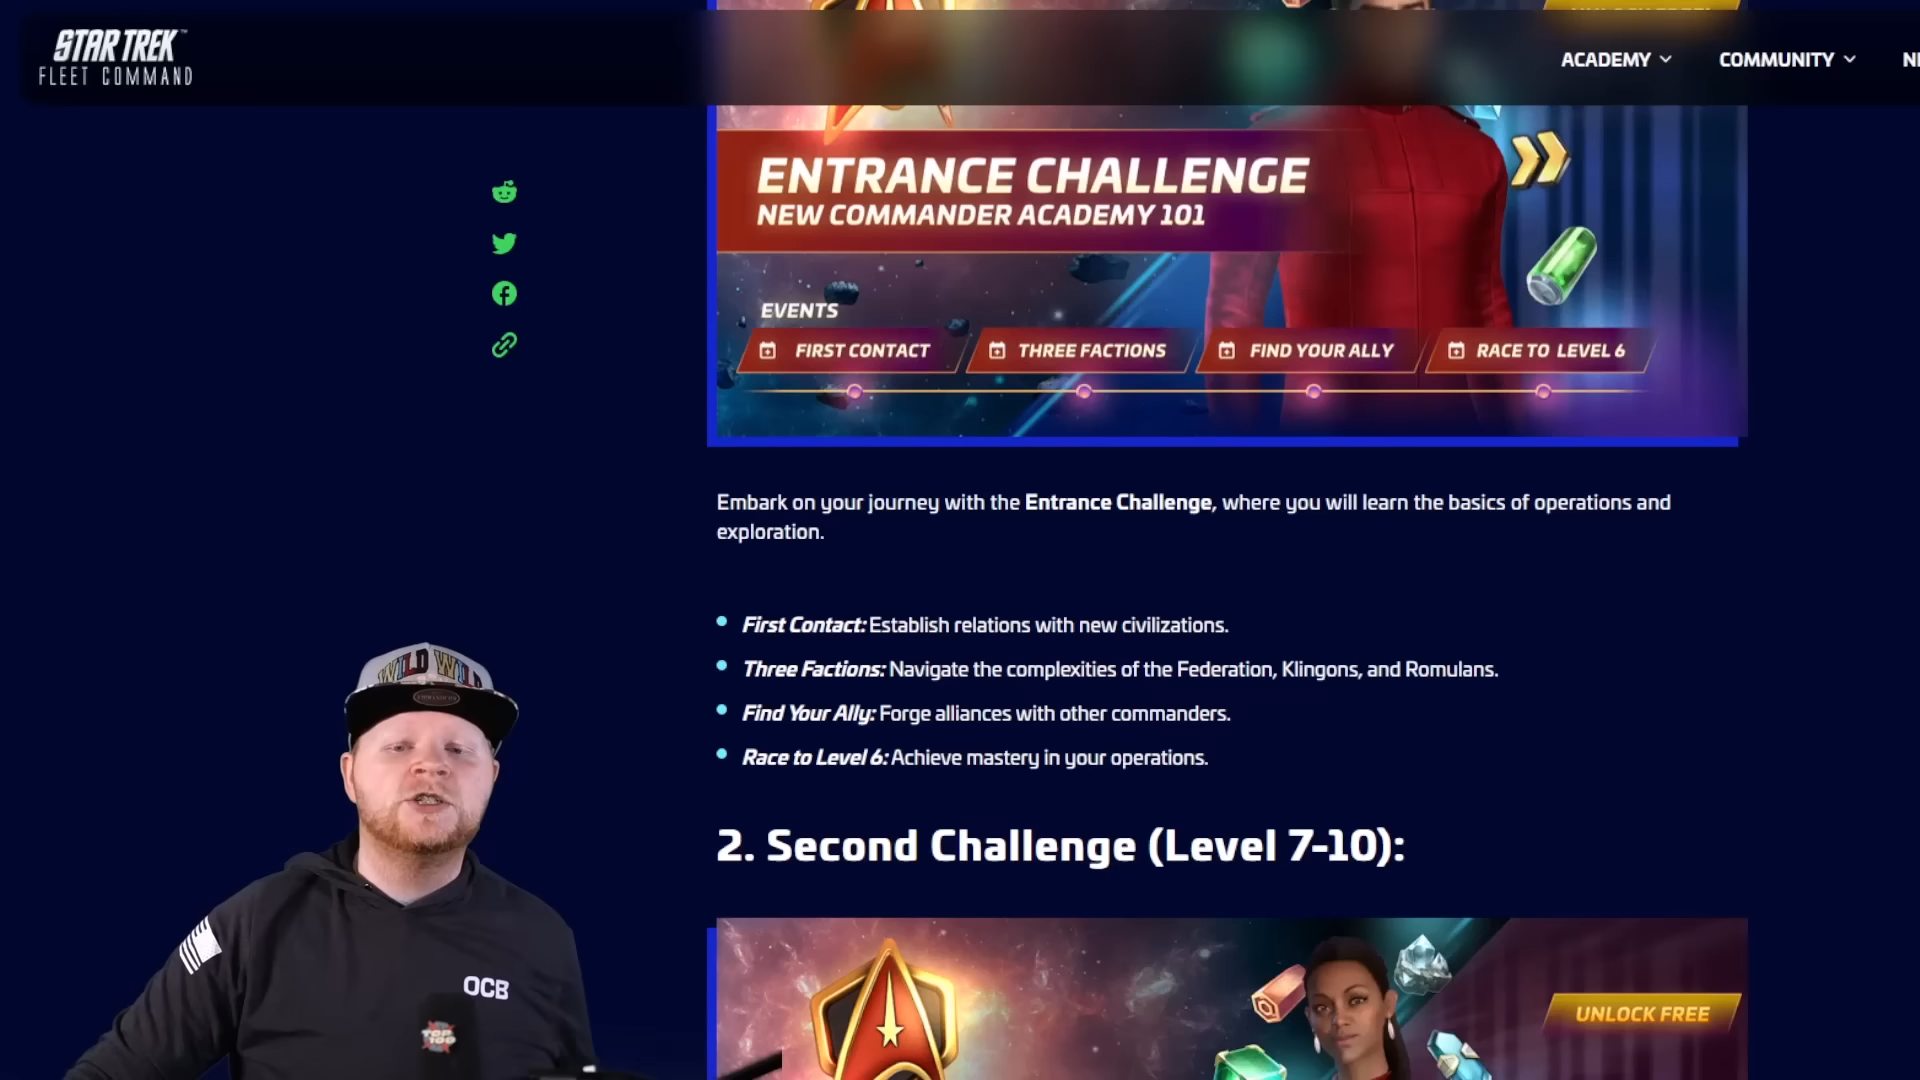 STAR TREK
FLEET COMMAND
ACADEMY
COMMUNITY
ENTRANCE CHALLENGE
NEW COMMANDER ACADEMY 101
EVENTS
FIRST CONTACT
THREE FACTIONS
FIND YOUR ALLY
RACE TO LEVEL 6
Embark on your journey with the Entrance Challenge, where you will learn the basics of operations and
exploration.
First Contact: Establish relations with new civilizations.
Three Factions: Navigate the complexities of the Federation, Klingons, and Romulans.
Find Your Ally: Forge alliances with other commanders.
Race to Level 6: Achieve mastery in your operations.
2. Second Challenge (Level 7-10):
UNLOCK FREE
WILD WILD
OCB
TOP
100